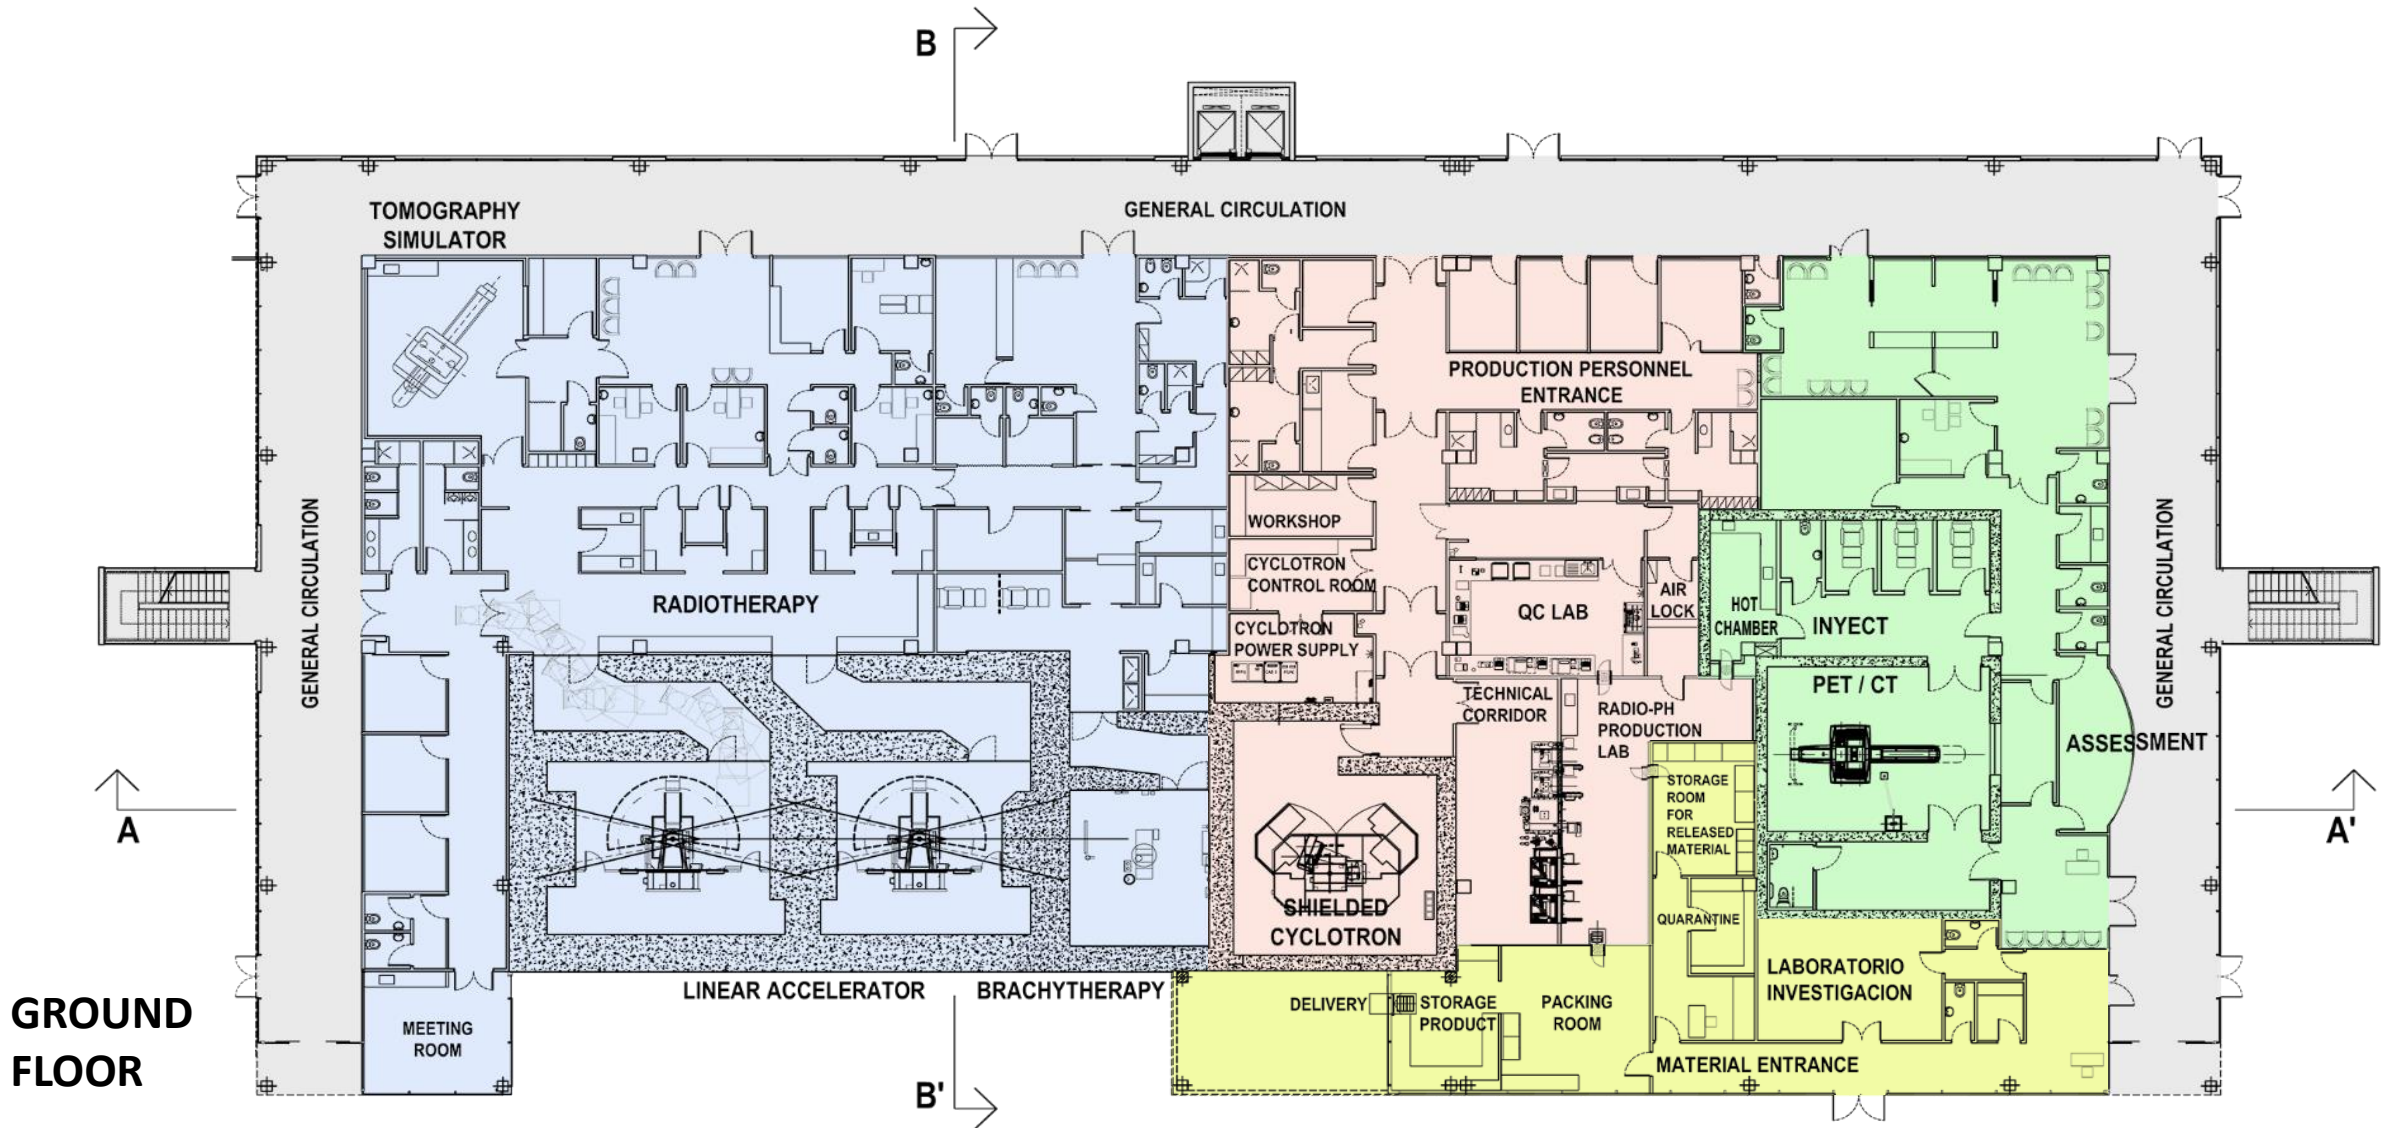 B
TOMOGRAPHY
SIMULATOR
GENERAL CIRCULATION
PRODUCTION PERSONNEL
ENTRANCE
GENERAL CIRCULATION
GENERAL CIRCULATION
WORKSHOP
CYCLOTRON
CONTROL ROOM
RADIOTHERAPY
QC LAB
AIR
LOCK
HOT
CHAMBER
INYECT
CYCLOTRON
POWER SUPPLY
PET / CT
TECHNICAL
CORRIDOR
RADIO-PH
PRODUCTION
LAB
ASSESSMENT
STORAGE
ROOM
FOR
RELEASED
MATERIAL
A
A'
SHIELDED
CYCLOTRON
QUARANTINE
LABORATORIO
INVESTIGACION
LINEAR ACCELERATOR
BRACHYTHERAPY
DELIVERY
STORAGE
PRODUCT
PACKING
ROOM
GROUND
FLOOR
MEETING
ROOM
MATERIAL ENTRANCE
B'